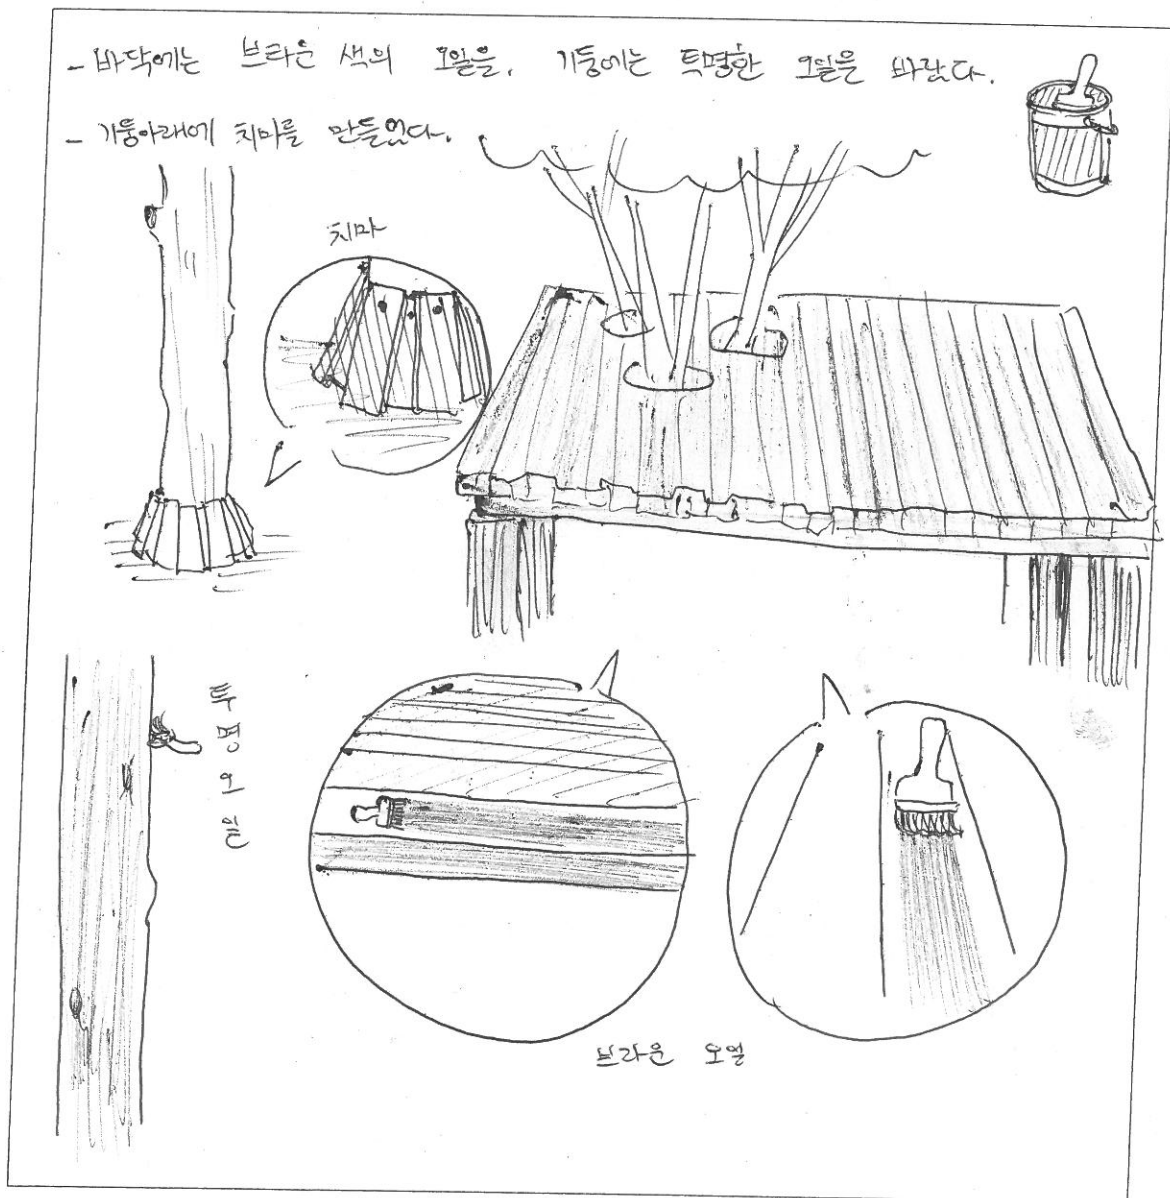 - 바닥에는 브라운 색의 오일을, 기둥에는 투명한 오일을 발랐다.
- 기둥아래에 치마를 만들었다.
치마
투명오일
브라운 오일